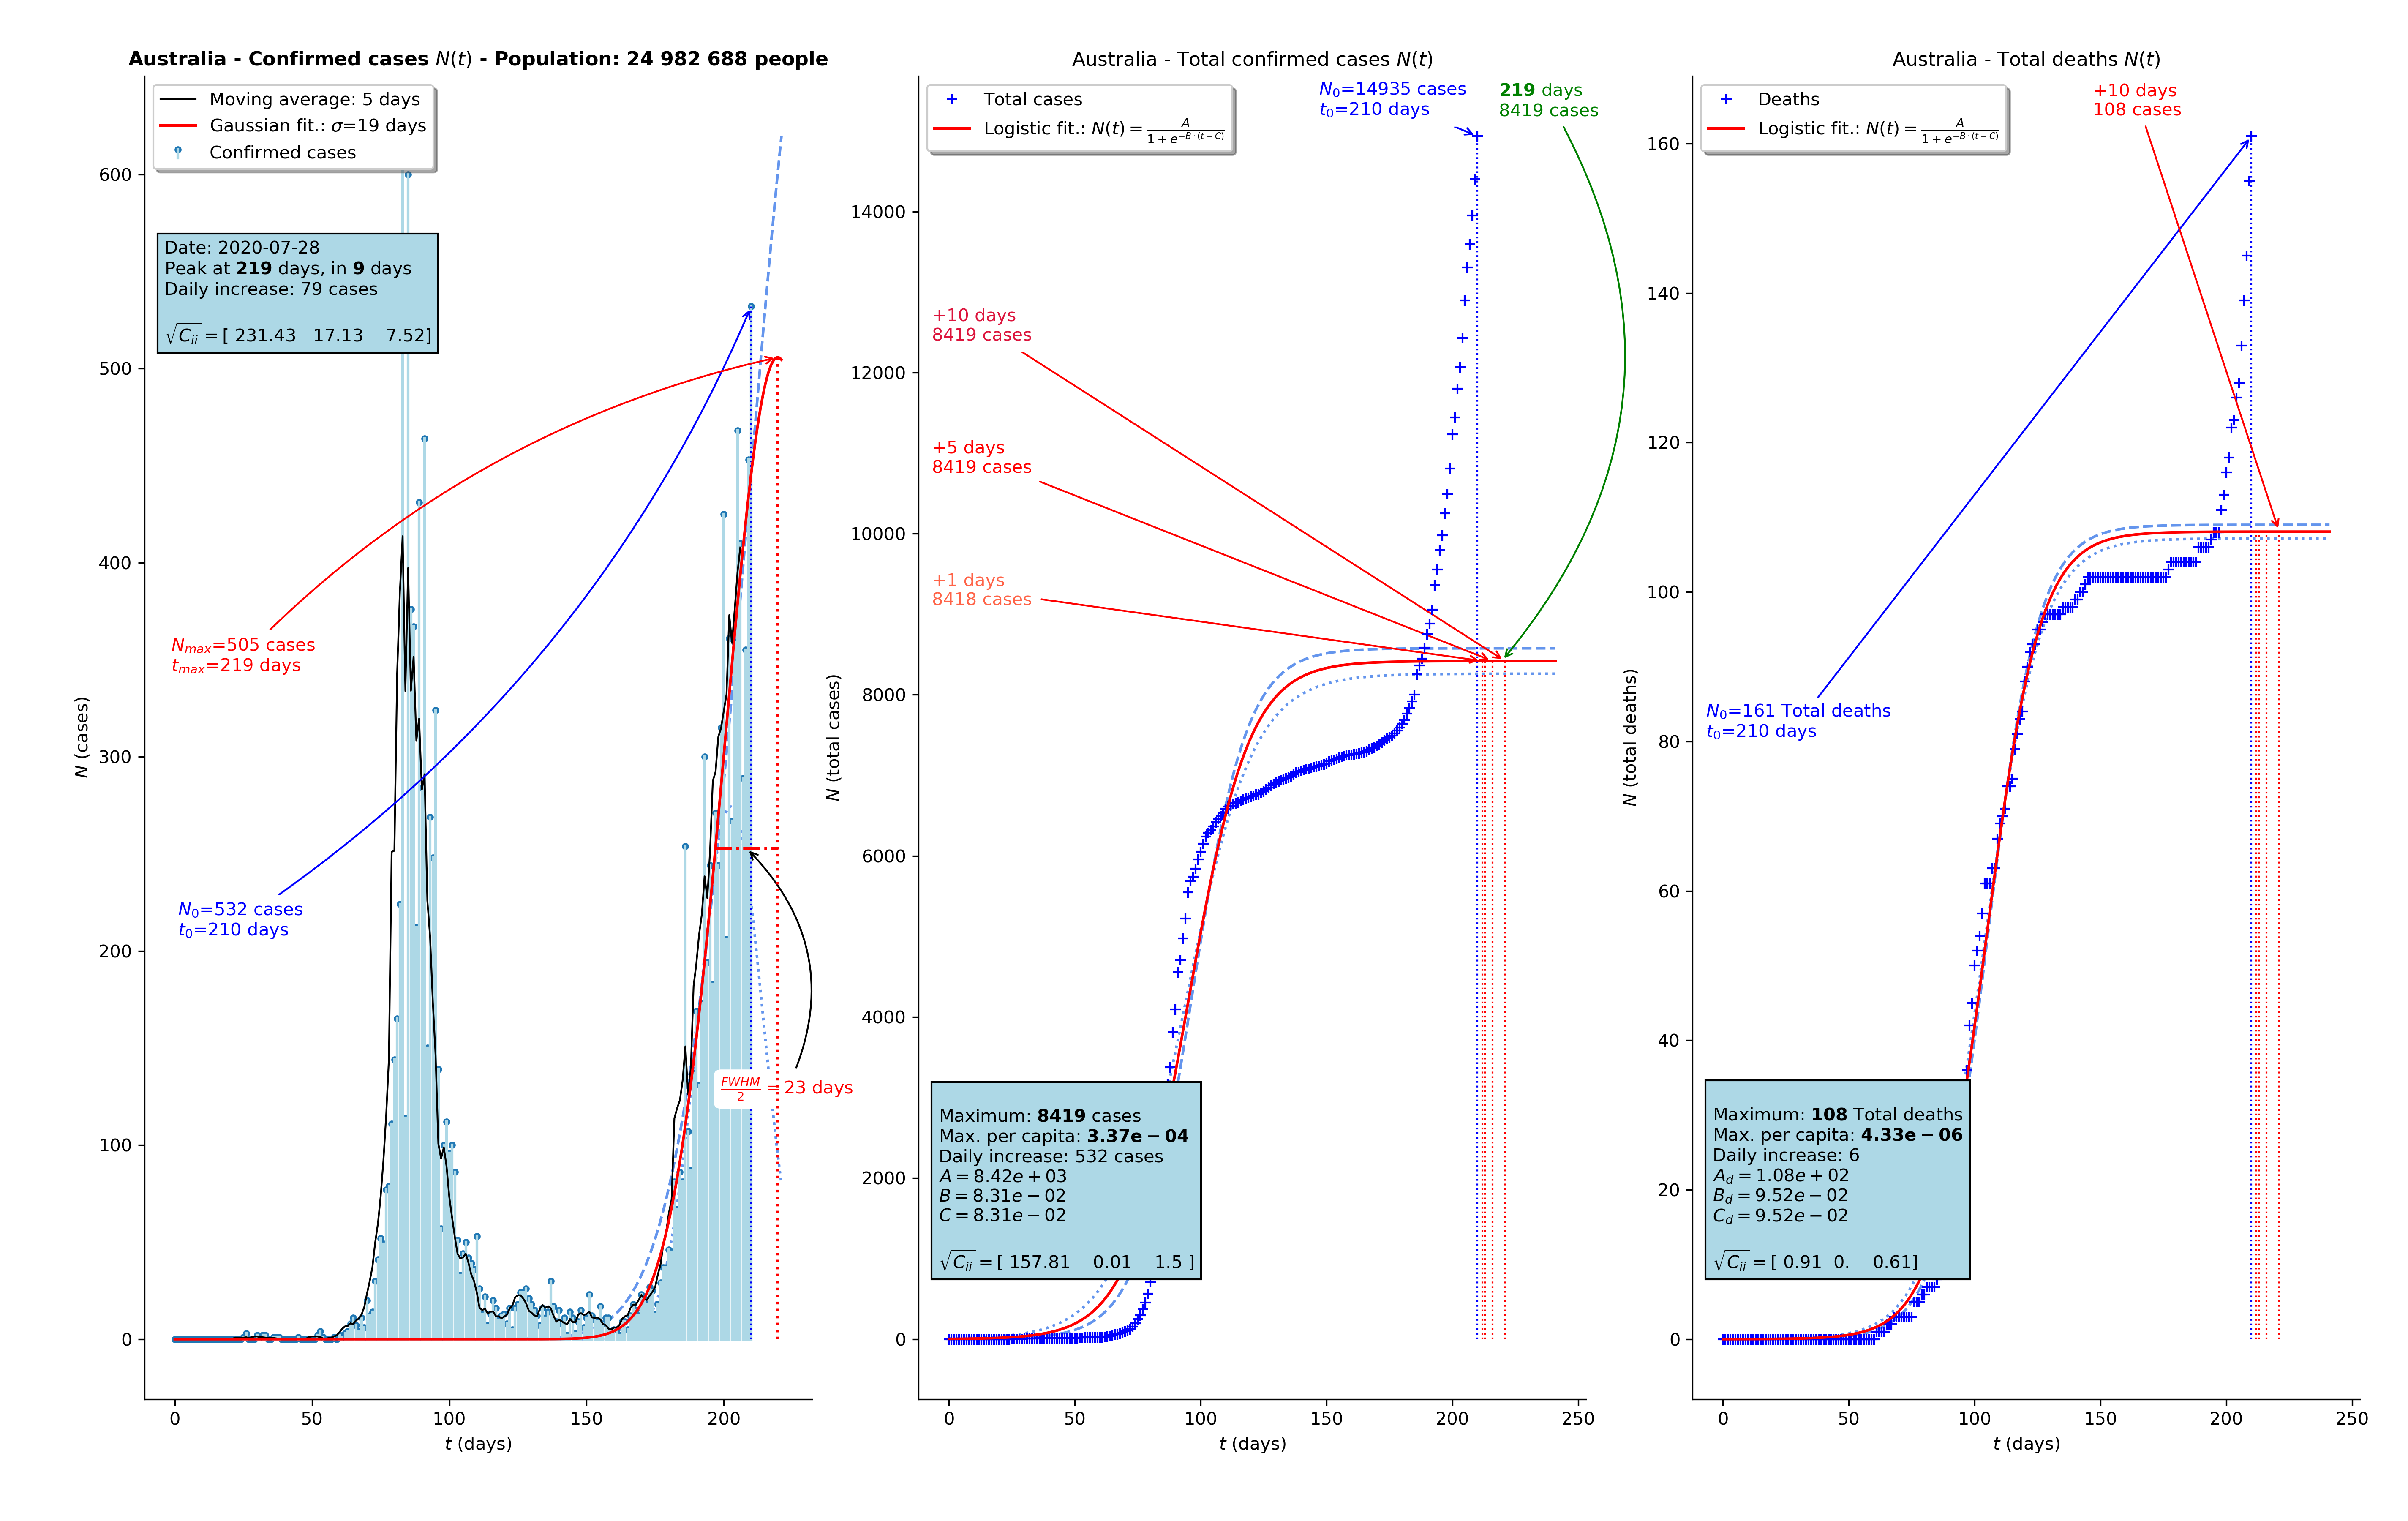 Australia - Confirmed cases N(t) - Population: 24 982 688 people
Moving average: 5 days
Gaussian fit.: σ=19 days
Confirmed cases
Date: 2020-07-28
Peak at 219 days, in 9 days
Daily increase: 79 cases
√C_ii = [ 231.43 17.13 7.52]
N_max=505 cases
t_max=219 days
N_0=532 cases
t_0=210 days
FWHM/2 = 23 days
600
500
400
300
200
100
0
N (cases)
0 50 100 150 200
t (days)
Australia - Total confirmed cases N(t)
Total cases
Logistic fit.: N(t) = A/(1 + e^{-B·(t-C)})
N_0=14935 cases
t_0=210 days
219 days
8419 cases
+10 days
8419 cases
+5 days
8419 cases
+1 days
8418 cases
Maximum: 8419 cases
Max. per capita: 3.37e − 04
Daily increase: 532 cases
A = 8.42e + 03
B = 8.31e − 02
C = 8.31e − 02
√C_ii = [ 157.81 0.01 1.5 ]
14000
12000
10000
8000
6000
4000
2000
0
N (total cases)
0 50 100 150 200 250
t (days)
Australia - Total deaths N(t)
Deaths
Logistic fit.: N(t) = A/(1 + e^{-B·(t-C)})
+10 days
108 cases
N_0=161 Total deaths
t_0=210 days
Maximum: 108 Total deaths
Max. per capita: 4.33e − 06
Daily increase: 6
A_d = 1.08e + 02
B_d = 9.52e − 02
C_d = 9.52e − 02
√C_ii = [ 0.91 0. 0.61]
160
140
120
100
80
60
40
20
0
N (total deaths)
0 50 100 150 200 250
t (days)